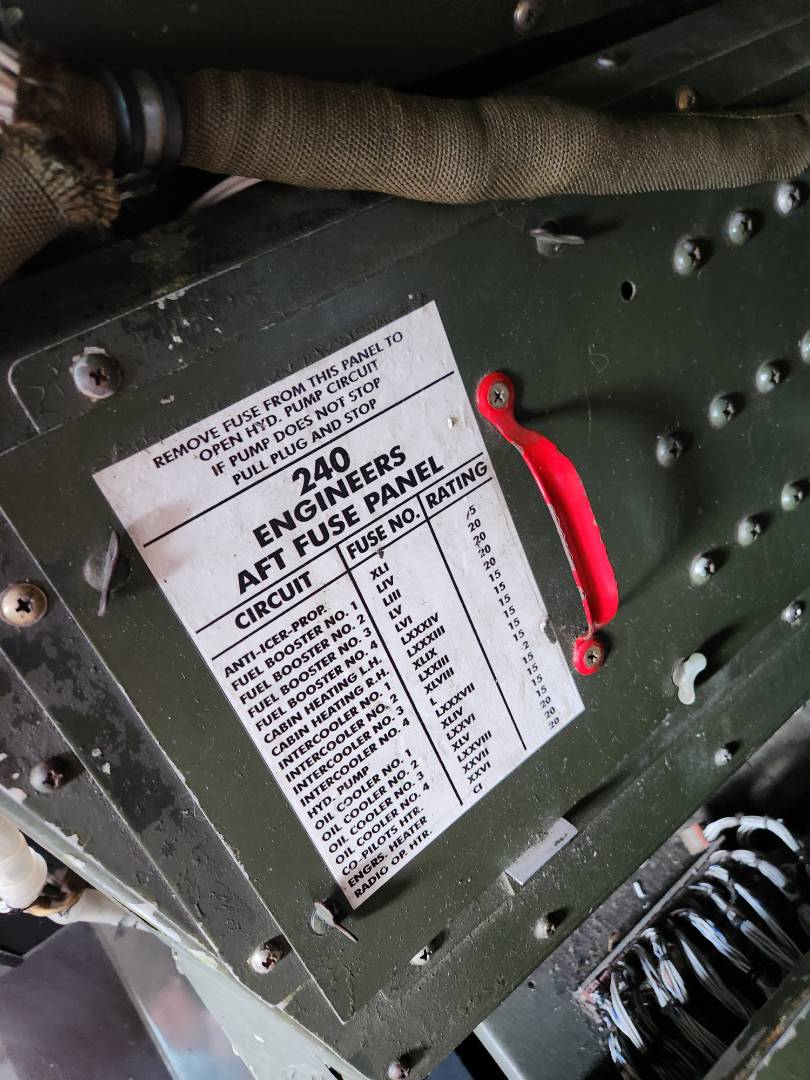 REMOVE FUSE FROM THIS PANEL TO
OPEN HYD. PUMP CIRCUIT
IF PUMP DOES NOT STOP
PULL PLUG AND STOP
240
ENGINEERS
AFT FUSE PANEL
CIRCUIT
ANTI-ICER-PROP.
FUEL BOOSTER NO. 1
FUEL BOOSTER NO. 2
FUEL BOOSTER NO. 3
FUEL BOOSTER NO. 4
CABIN HEATING L.H.
CABIN HEATING R.H.
INTERCOOLER NO. 1
INTERCOOLER NO. 2
INTERCOOLER NO. 3
INTERCOOLER NO. 4
HYD. PUMP
OIL COOLER NO. 1
OIL COOLER NO. 2
OIL COOLER NO. 3
OIL COOLER NO. 4
CO-PILOTS HTR.
ENGRS. HEATER
RADIO OP. HTR.
FUSE NO.
XLI
LIV
LIII
LV
LVI
LXXXIV
LXXXIII
XLIX
LXXIII
XLVIII
LXXXVII
XLIV
LXXVI
XLV
LXXVIII
XXVII
XXVI
CI
RATING
20
20
20
20
15
15
15
15
15
15
2
15
15
15
15
20
20
20